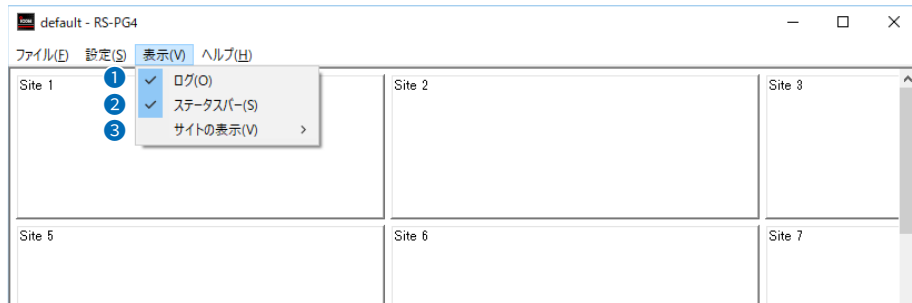 default - RS-PG4
ファイル(F) 設定(S) 表示(V) ヘルプ(H)
Site 1 Site 2 Site 3
1 ログ(O)
2 ステータスバー(S)
3 サイトの表示(V)
Site 5 Site 6 Site 7